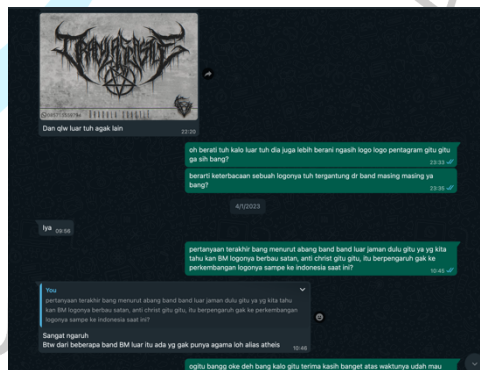 Dan qlw luar tuh agak lain
23:20
oh berati tuh kalo luar tuh dia juga lebih berani ngasih logo logo pentagram gitu gitu
ga sih bang?
23:33
berarti keterbacaan sebuah logonya tuh tergantung dr band masing masing ya
bang?
23:35
4/1/2023
Iya 09:56
pertanyaan terakhir bang menurut abang band band luar jaman dulu gitu ya yg kita
tahu kan BM logonya berbau satan, anti christ gitu gitu, itu berpengaruh gak ke
perkembangan logonya sampe ke indonesia saat ini?
10:45
You
pertanyaan terakhir bang menurut abang band band luar jaman dulu gitu ya yg kita
tahu kan BM logonya berbau satan, anti christ gitu gitu, itu berpengaruh gak ke
perkembangan logonya sampe ke indonesia saat ini?
Sangat ngaruh
Btw dari beberapa band BM luar itu ada yg gak punya agama loh alias atheis
10:48
ogitu bangg oke deh bang kalo gitu terima kasih banget atas waktunya udah mau